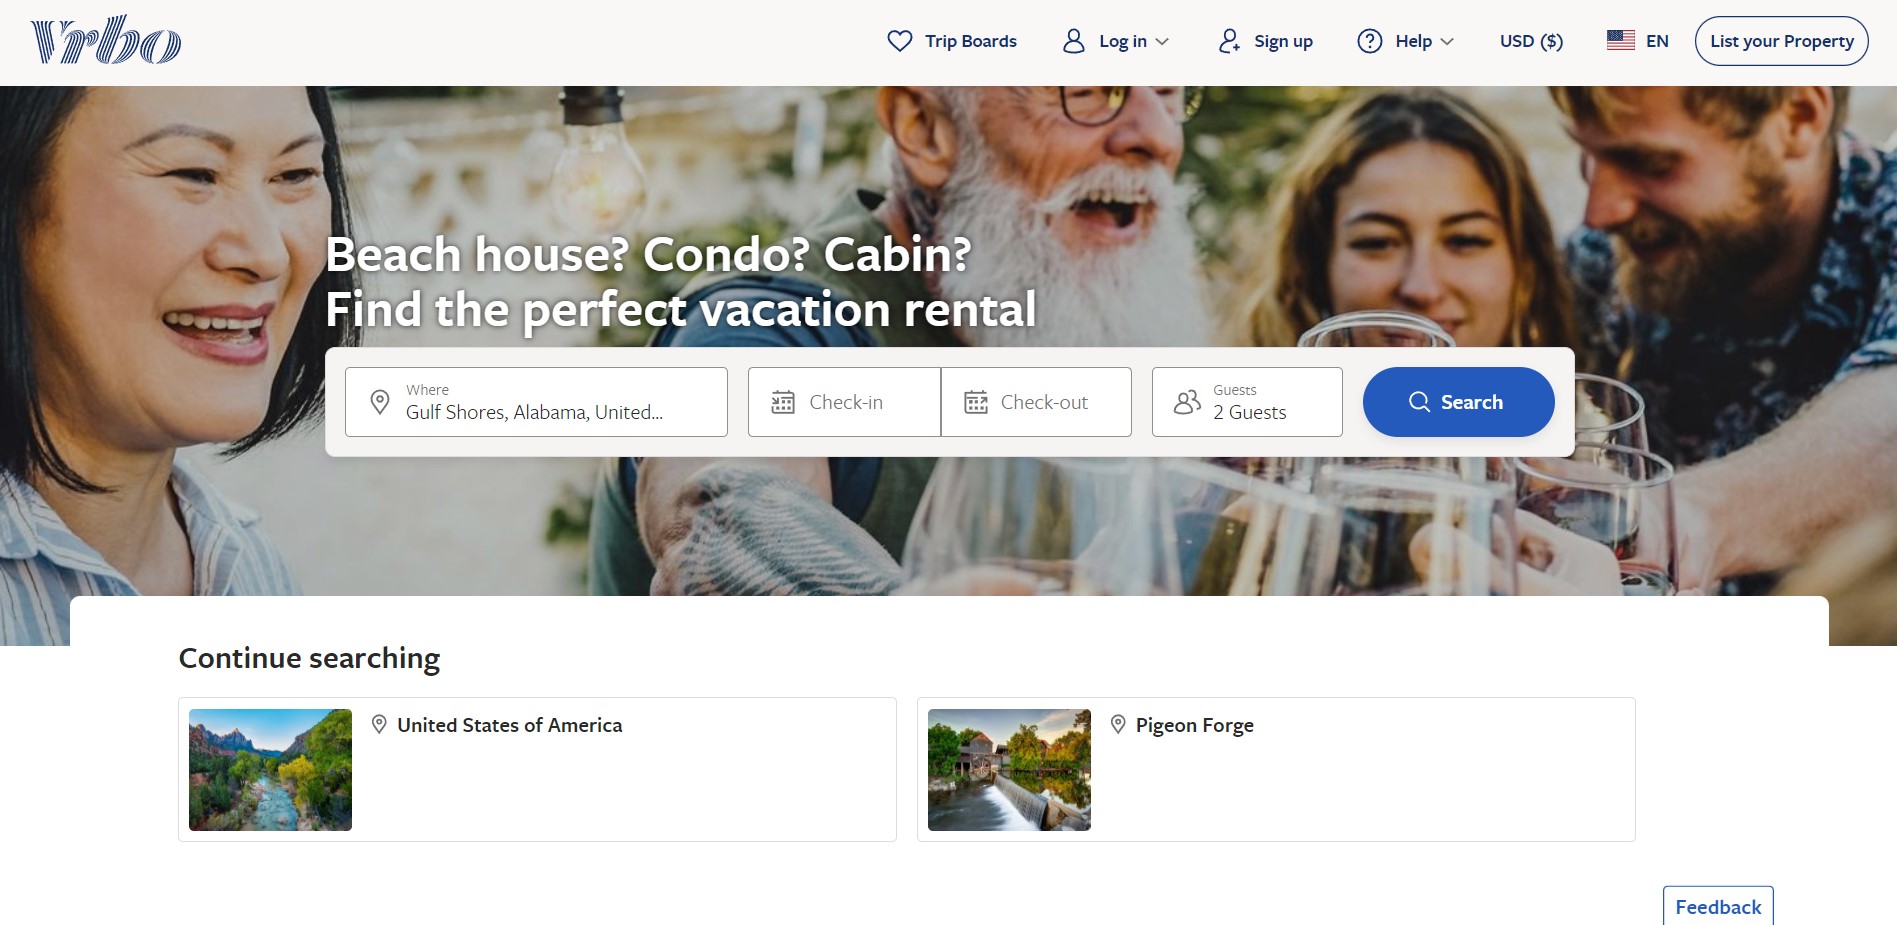 Vrbo
Trip Boards
Log in
Sign up
Help
USD ($)
EN
List your Property
Beach house? Condo? Cabin?
Find the perfect vacation rental
Where
Gulf Shores, Alabama, United...
Check-in
Check-out
Guests
2 Guests
Search
Continue searching
United States of America
Pigeon Forge
Feedback